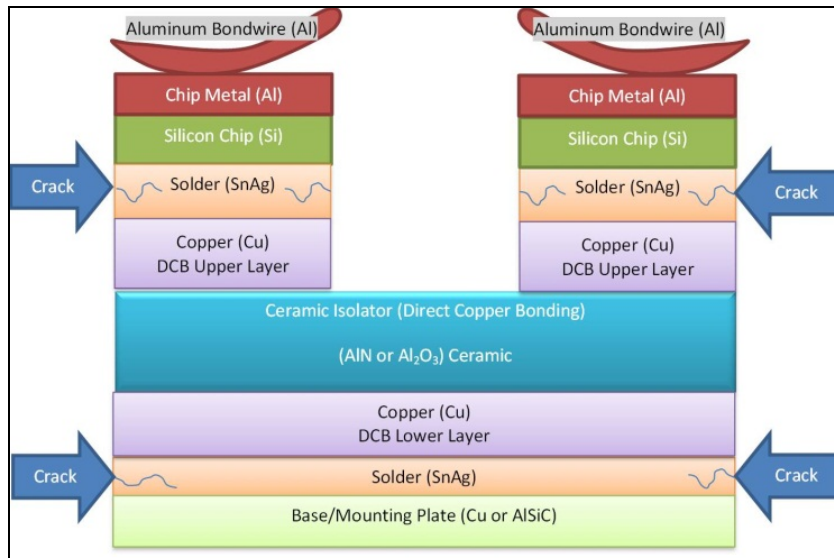 Aluminum Bondwire (Al)
Aluminum Bondwire (Al)
Chip Metal (Al)
Chip Metal (Al)
Silicon Chip (Si)
Silicon Chip (Si)
Crack
Solder (SnAg)
Solder (SnAg)
Crack
Copper (Cu)
DCB Upper Layer
Copper (Cu)
DCB Upper Layer
Ceramic Isolator (Direct Copper Bonding)
(AlN or Al₂O₃) Ceramic
Copper (Cu)
DCB Lower Layer
Crack
Solder (SnAg)
Crack
Base/Mounting Plate (Cu or AlSiC)